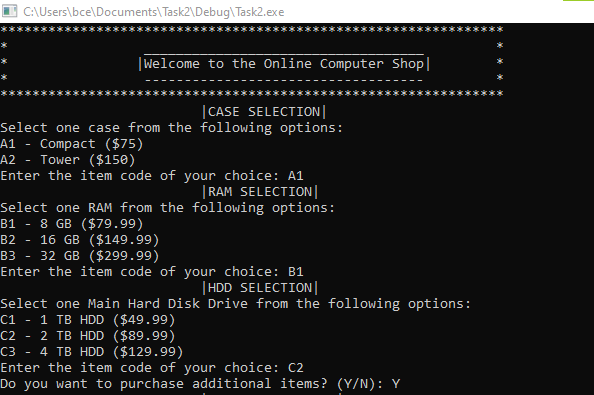 C:\Users\bce\Documents\Task2\Debug\Task2.exe
****************************************************************
* ___________________________________ *
* |Welcome to the Online Computer Shop| *
* ----------------------------------- *
****************************************************************
|CASE SELECTION|
Select one case from the following options:
A1 - Compact ($75)
A2 - Tower ($150)
Enter the item code of your choice: A1
|RAM SELECTION|
Select one RAM from the following options:
B1 - 8 GB ($79.99)
B2 - 16 GB ($149.99)
B3 - 32 GB ($299.99)
Enter the item code of your choice: B1
|HDD SELECTION|
Select one Main Hard Disk Drive from the following options:
C1 - 1 TB HDD ($49.99)
C2 - 2 TB HDD ($89.99)
C3 - 4 TB HDD ($129.99)
Enter the item code of your choice: C2
Do you want to purchase additional items? (Y/N): Y